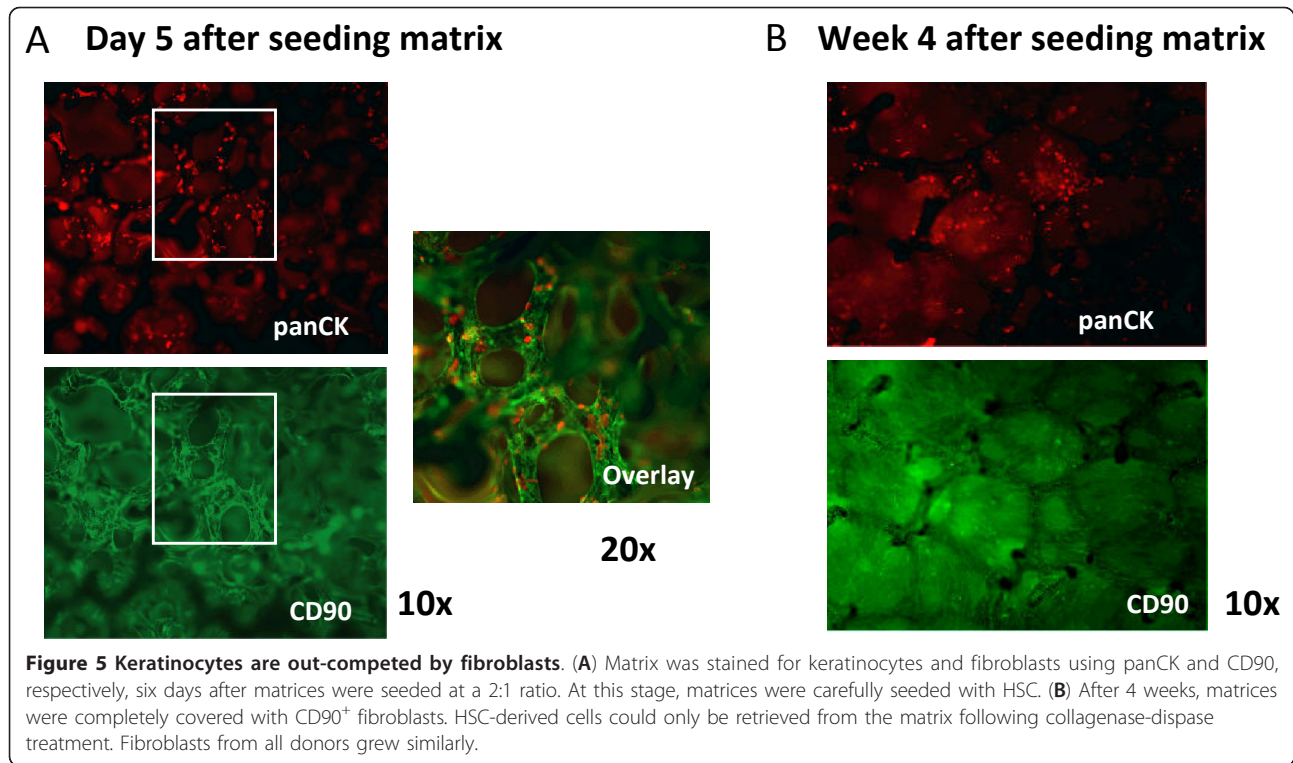 A Day 5 after seeding matrix
B Week 4 after seeding matrix
panCK
CD90
10x
Overlay
20x
panCK
CD90
10x
Figure 5 Keratinocytes are out-competed by fibroblasts. (A) Matrix was stained for keratinocytes and fibroblasts using panCK and CD90,
respectively, six days after matrices were seeded at a 2:1 ratio. At this stage, matrices were carefully seeded with HSC. (B) After 4 weeks, matrices
were completely covered with CD90+ fibroblasts. HSC-derived cells could only be retrieved from the matrix following collagenase-dispase
treatment. Fibroblasts from all donors grew similarly.